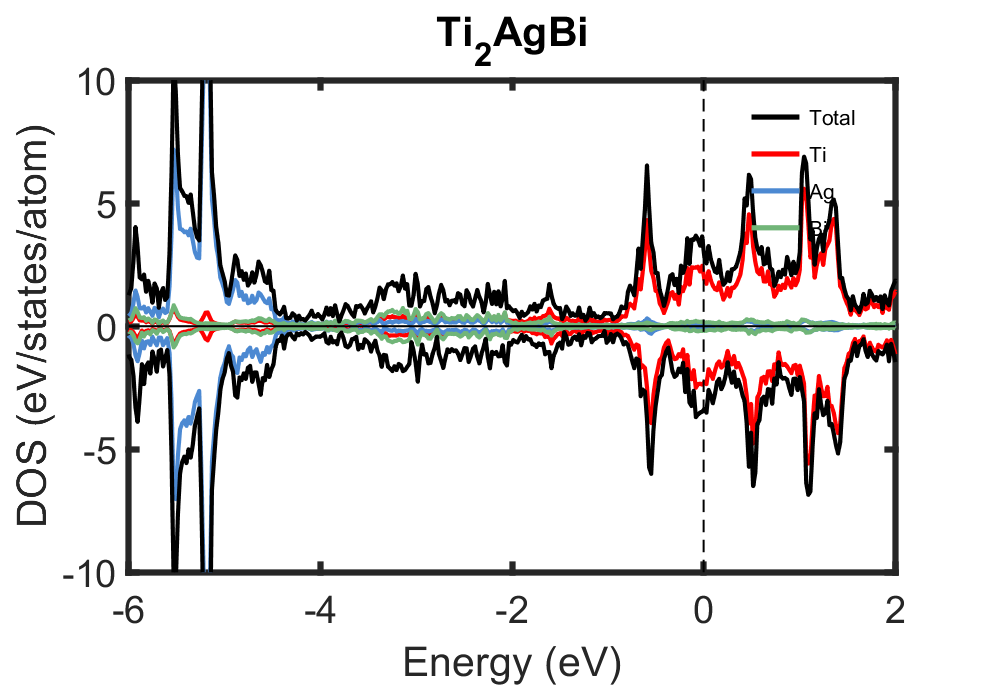 Ti2AgBi
10
5
0
-5
-10
DOS (eV/states/atom)
Total
Ti
Ag
Bi
-6
-4
-2
0
2
Energy (eV)